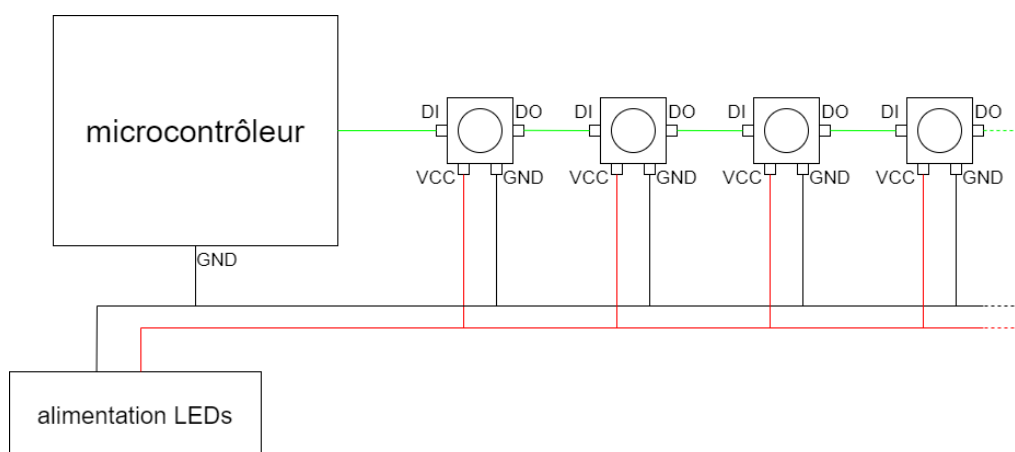 microcontrôleur
DI DO DI DO DI DO DI DO
VCC GND VCC GND VCC GND VCC GND
GND
alimentation LEDs